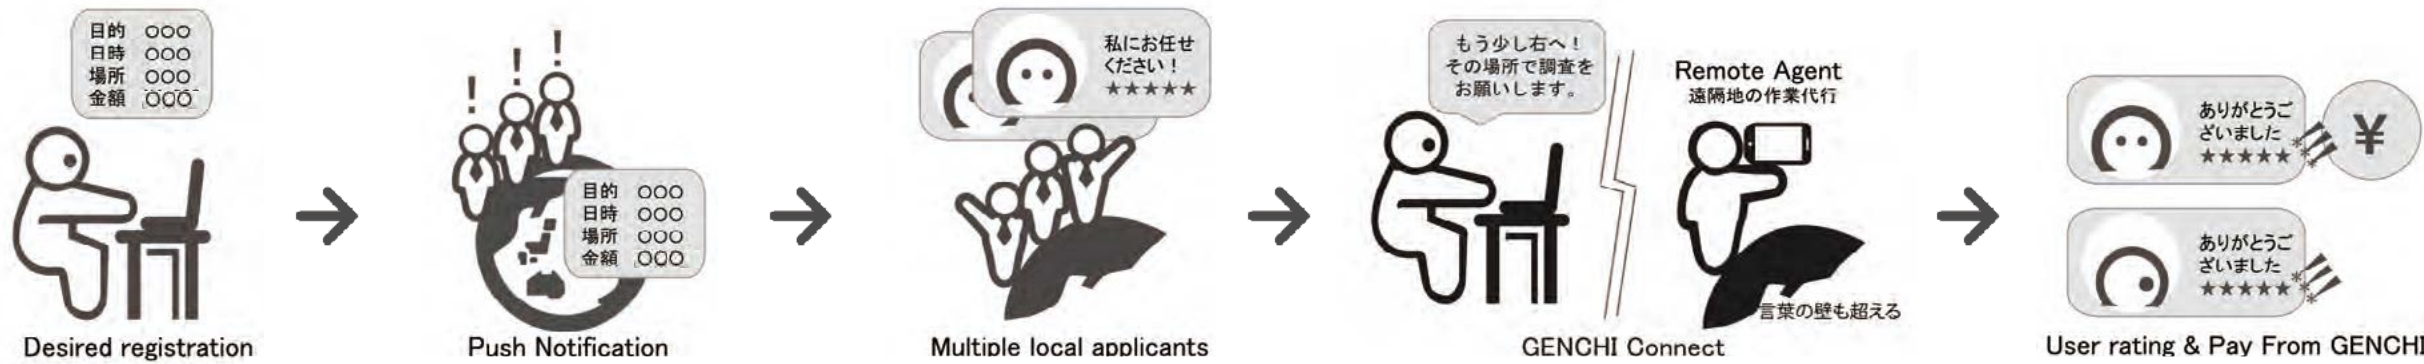 目的 ○○○
日時 ○○○
場所 ○○○
金額 ○○○
Desired registration
目的 ○○○
日時 ○○○
場所 ○○○
金額 ○○○
Push Notification
私にお任せ
ください！
★★★★★
Multiple local applicants
もう少し右へ！
その場所で調査を
お願いします。
Remote Agent
遠隔地の作業代行
言葉の壁も超える
GENCHI Connect
ありがとうご
ざいました
★★★★★
¥
ありがとうご
ざいました
★★★★★
User rating & Pay From GENCHI